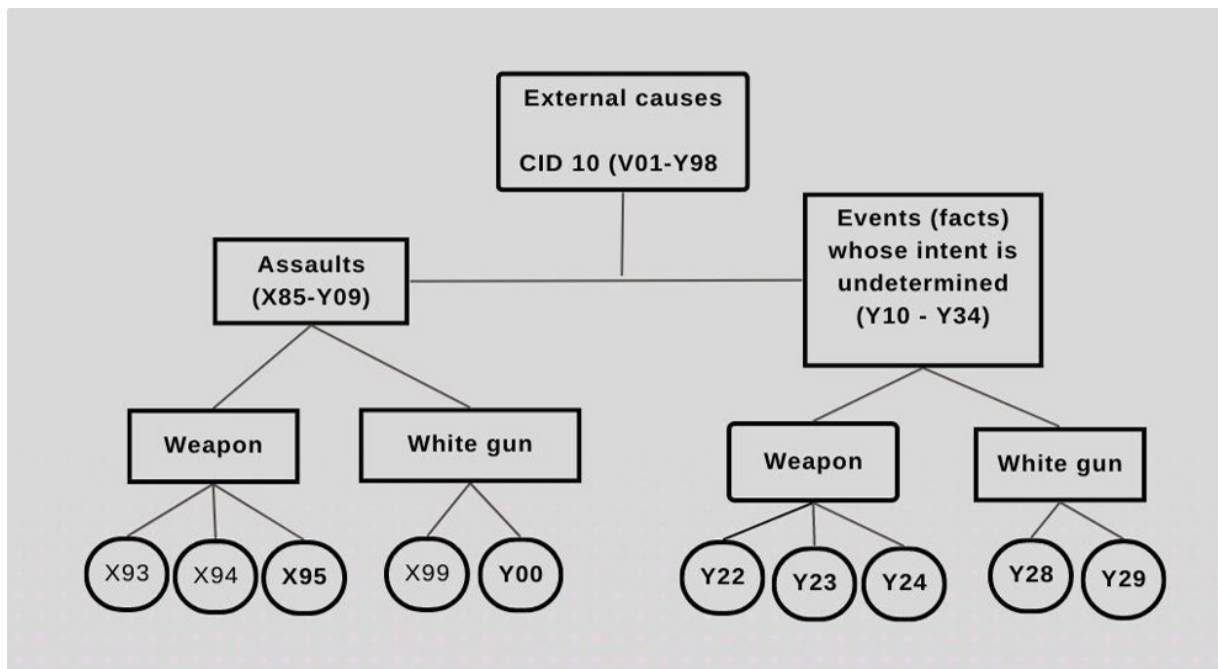 External causes
CID 10 (V01-Y98
Assaults
(X85-Y09)
Events (facts)
whose intent is
undetermined
(Y10 - Y34)
Weapon
White gun
Weapon
White gun
X93
X94
X95
X99
Y00
Y22
Y23
Y24
Y28
Y29